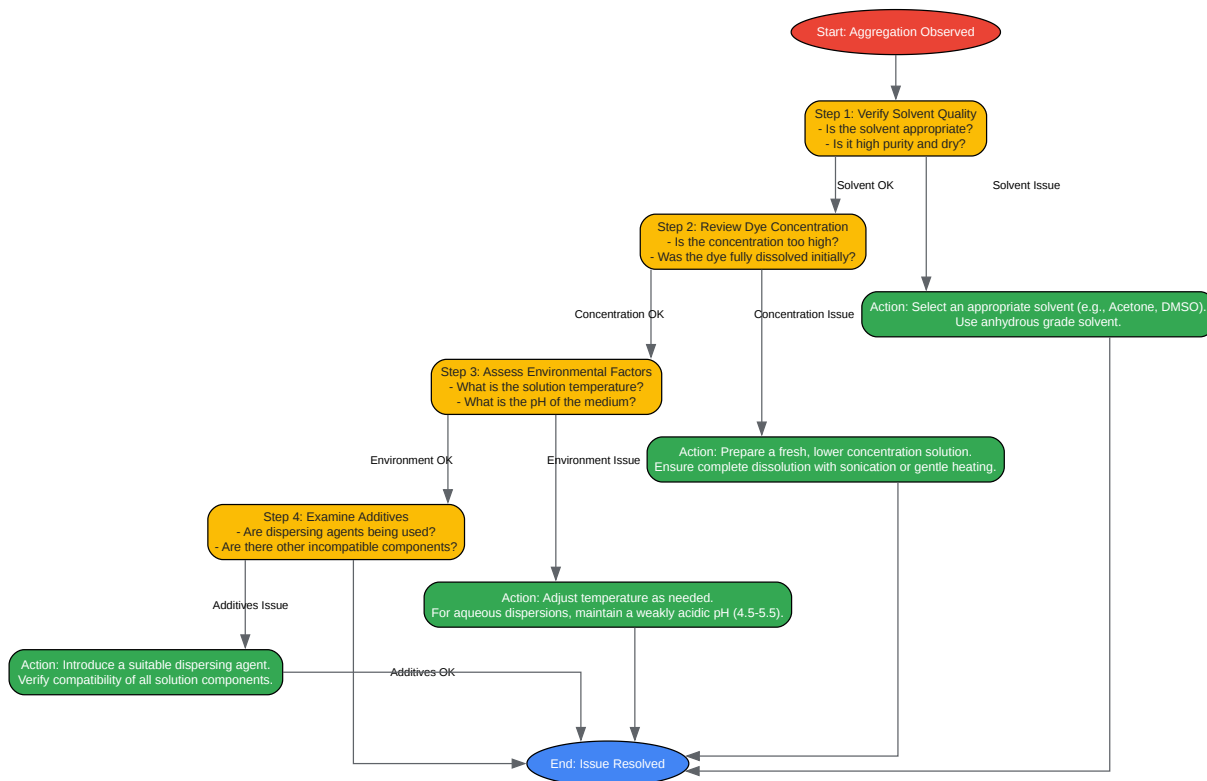 Start: Aggregation Observed
Step 1: Verify Solvent Quality
- Is the solvent appropriate?
- Is it high purity and dry?
Solvent OK
Solvent Issue
Step 2: Review Dye Concentration
- Is the concentration too high?
- Was the dye fully dissolved initially?
Action: Select an appropriate solvent (e.g., Acetone, DMSO).
Use anhydrous grade solvent.
Concentration OK
Concentration Issue
Step 3: Assess Environmental Factors
- What is the solution temperature?
- What is the pH of the medium?
Action: Prepare a fresh, lower concentration solution.
Ensure complete dissolution with sonication or gentle heating.
Environment OK
Environment Issue
Step 4: Examine Additives
- Are dispersing agents being used?
- Are there other incompatible components?
Action: Adjust temperature as needed.
For aqueous dispersions, maintain a weakly acidic pH (4.5-5.5).
Additives Issue
Action: Introduce a suitable dispersing agent.
Verify compatibility of all solution components.
Additives OK
End: Issue Resolved